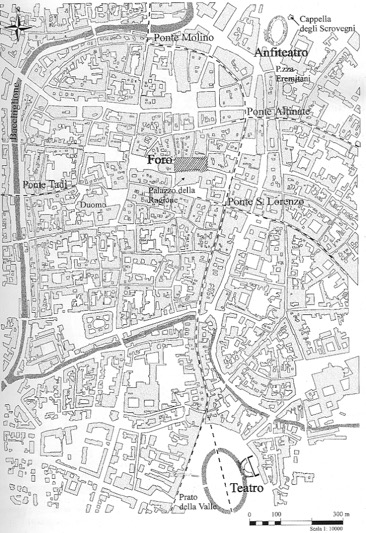 Cappella
degli Scrovegni
Ponte Molino
Anfiteatro
P.zza
Eremitani
Bacchiglione
Ponte Altinate
Foro
Ponte Tadi
Palazzo della
Ragione
Duomo
Ponte S. Lorenzo
Teatro
Prato
della Valle
0 100 300 m
Scala 1: 10000